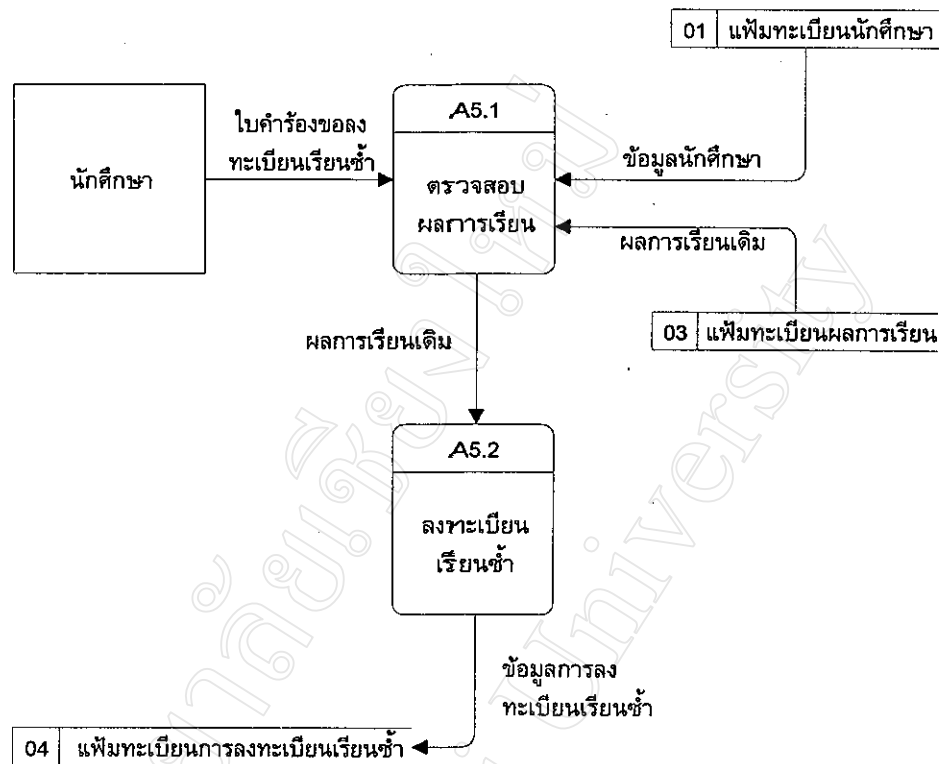 01 แฟ้มทะเบียนนักศึกษา
A5.1
ใบคำร้องขอลง
ทะเบียนเรียนซ้ำ
นักศึกษา
ข้อมูลนักศึกษา
ตรวจสอบ
ผลการเรียน
ผลการเรียนเดิม
03 แฟ้มทะเบียนผลการเรียน
ผลการเรียนเดิม
A5.2
ลงทะเบียน
เรียนซ้ำ
ข้อมูลการลง
ทะเบียนเรียนซ้ำ
04 แฟ้มทะเบียนการลงทะเบียนเรียนซ้ำ
University